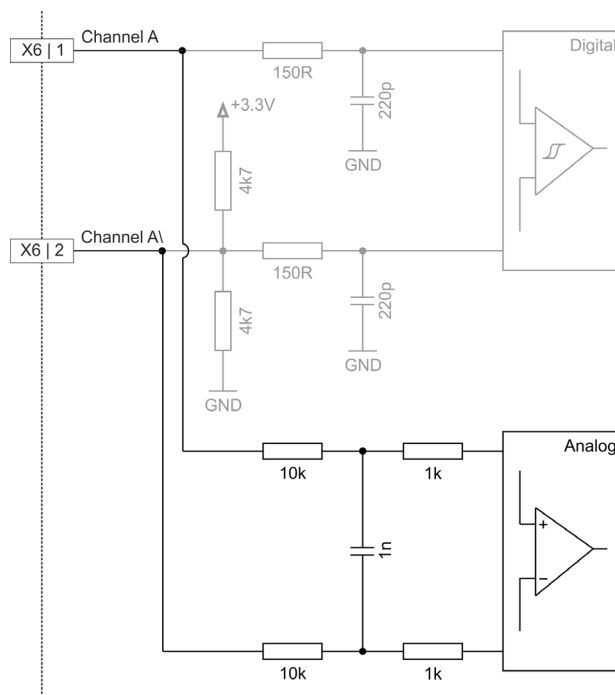 X6 | 1
Channel A
Digital
150R
220p
+3.3V
GND
4k7
X6 | 2
Channel A\
150R
220p
4k7
GND
GND
Analog
10k
1k
+
1n
−
10k
1k